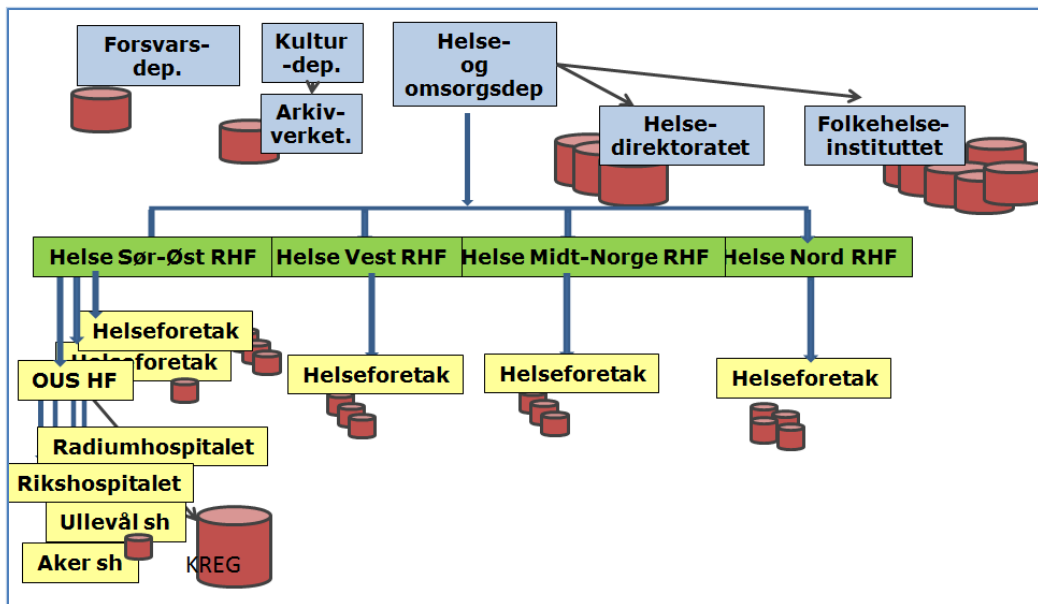 Forsvars-
dep.
Kultur
-dep.
Helse-
og
omsorgsdep
Arkiv-
verket.
Helse-
direktoratet
Folkehelse-
instituttet
Helse Sør-Øst RHF
Helse Vest RHF
Helse Midt-Norge RHF
Helse Nord RHF
Helseforetak
Helseforetak
OUS HF
Helseforetak
Helseforetak
Helseforetak
Radiumhospitalet
Rikshospitalet
Ullevål sh
Aker sh
KREG